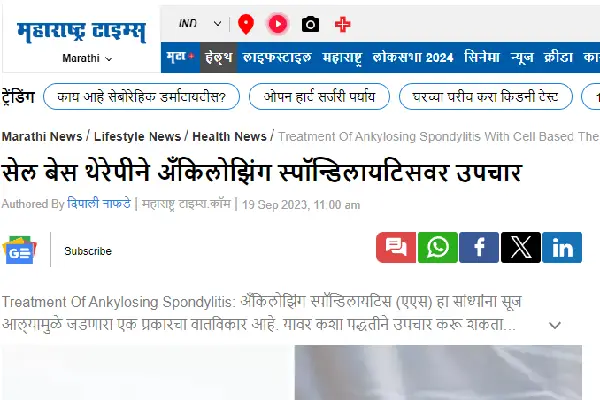 महाराष्ट्र टाइम्स
IND
Marathi
मटा + हेल्थ लाइफस्टाइल महाराष्ट्र लोकसभा 2024 सिनेमा न्यूज क्रीडा
ट्रेंडिंग काय आहे सेबोरेहिक डर्माटायटीस? ओपन हार्ट सर्जरी पर्याय घरच्या घरीच करा किडनी टेस्ट
Marathi News / Lifestyle News / Health News / Treatment Of Ankylosing Spondylitis With Cell Based The
सेल बेस थेरेपीने अँकिलोझिंग स्पॉन्डिलायटिसवर उपचार
Authored By दिपाली नाफडे | महाराष्ट्र टाइम्स.कॉम | 19 Sep 2023, 11:00 am
GE Subscribe
Treatment Of Ankylosing Spondylitis: अँकिलोझिंग स्पॉन्डिलायटिस (एएस) हा सांध्यांना सूज
आल्यामुळे जडणारा एक प्रकारचा वातविकार आहे. यावर कशा पद्धतीने उपचार करू शकता...